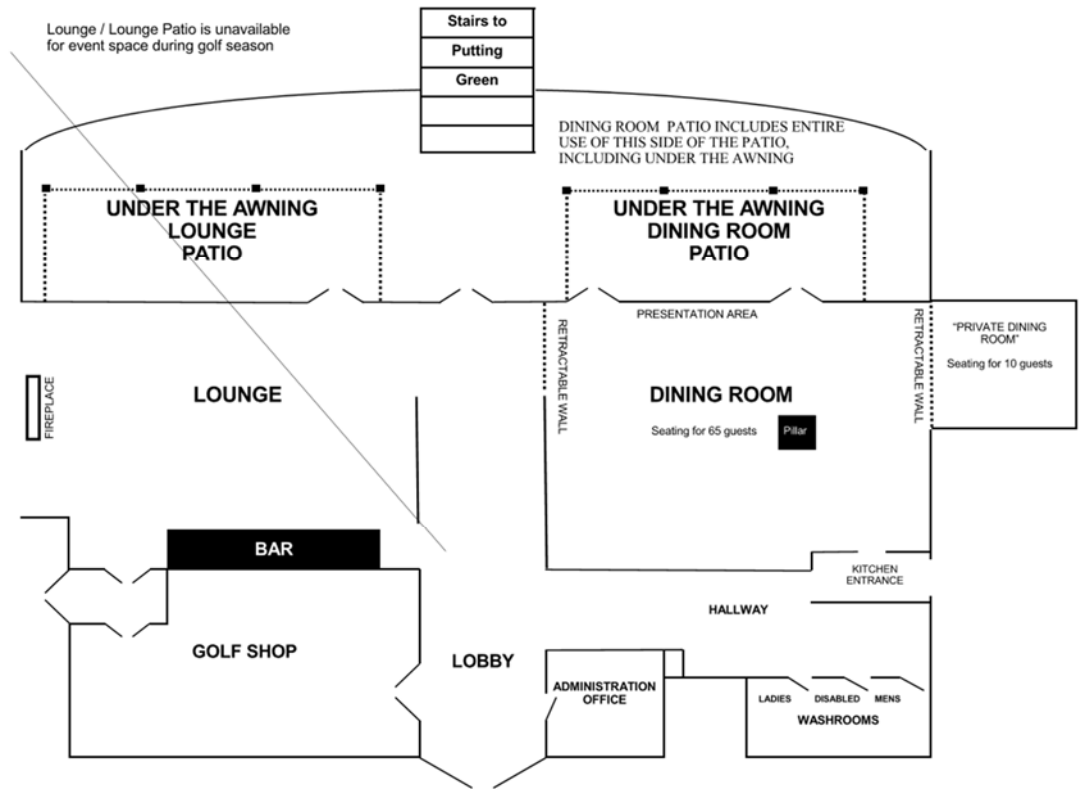 Lounge / Lounge Patio is unavailable
for event space during golf season
Stairs to
Putting
Green
DINING ROOM PATIO INCLUDES ENTIRE
USE OF THIS SIDE OF THE PATIO,
INCLUDING UNDER THE AWNING
UNDER THE AWNING
LOUNGE
PATIO
UNDER THE AWNING
DINING ROOM
PATIO
PRESENTATION AREA
RETRACTABLE WALL
RETRACTABLE WALL
"PRIVATE DINING
ROOM"
Seating for 10 guests
FIREPLACE
LOUNGE
DINING ROOM
Seating for 65 guests
Pillar
BAR
KITCHEN
ENTRANCE
HALLWAY
GOLF SHOP
LOBBY
ADMINISTRATION
OFFICE
LADIES
DISABLED
MENS
WASHROOMS